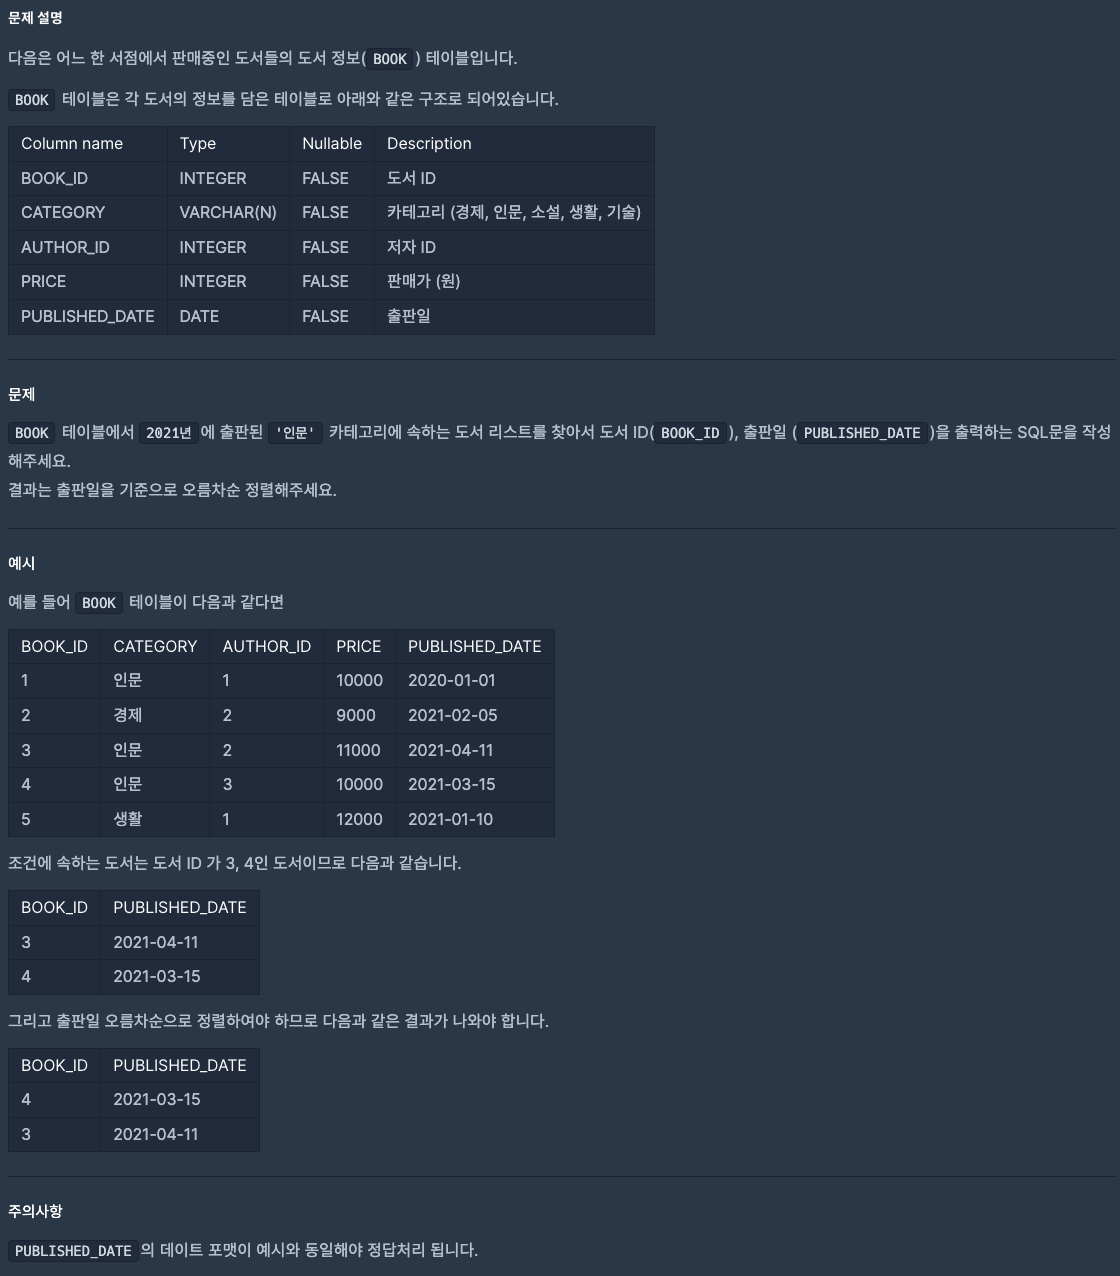 문제 설명
다음은 어느 한 서점에서 판매중인 도서들의 도서 정보( BOOK ) 테이블입니다.
BOOK 테이블은 각 도서의 정보를 담은 테이블로 아래와 같은 구조로 되어있습니다.
Column name Type Nullable Description
BOOK_ID INTEGER FALSE 도서 ID
CATEGORY VARCHAR(N) FALSE 카테고리 (경제, 인문, 소설, 생활, 기술)
AUTHOR_ID INTEGER FALSE 저자 ID
PRICE INTEGER FALSE 판매가 (원)
PUBLISHED_DATE DATE FALSE 출판일
문제
BOOK 테이블에서 2021년 에 출판된 '인문' 카테고리에 속하는 도서 리스트를 찾아서 도서 ID( BOOK_ID ), 출판일 ( PUBLISHED_DATE )을 출력하는 SQL문을 작성
해주세요.
결과는 출판일을 기준으로 오름차순 정렬해주세요.
예시
예를 들어 BOOK 테이블이 다음과 같다면
BOOK_ID CATEGORY AUTHOR_ID PRICE PUBLISHED_DATE
1 인문 1 10000 2020-01-01
2 경제 2 9000 2021-02-05
3 인문 2 11000 2021-04-11
4 인문 3 10000 2021-03-15
5 생활 1 12000 2021-01-10
조건에 속하는 도서는 도서 ID 가 3, 4인 도서이므로 다음과 같습니다.
BOOK_ID PUBLISHED_DATE
3 2021-04-11
4 2021-03-15
그리고 출판일 오름차순으로 정렬하여야 하므로 다음과 같은 결과가 나와야 합니다.
BOOK_ID PUBLISHED_DATE
4 2021-03-15
3 2021-04-11
주의사항
PUBLISHED_DATE 의 데이트 포맷이 예시와 동일해야 정답처리 됩니다.